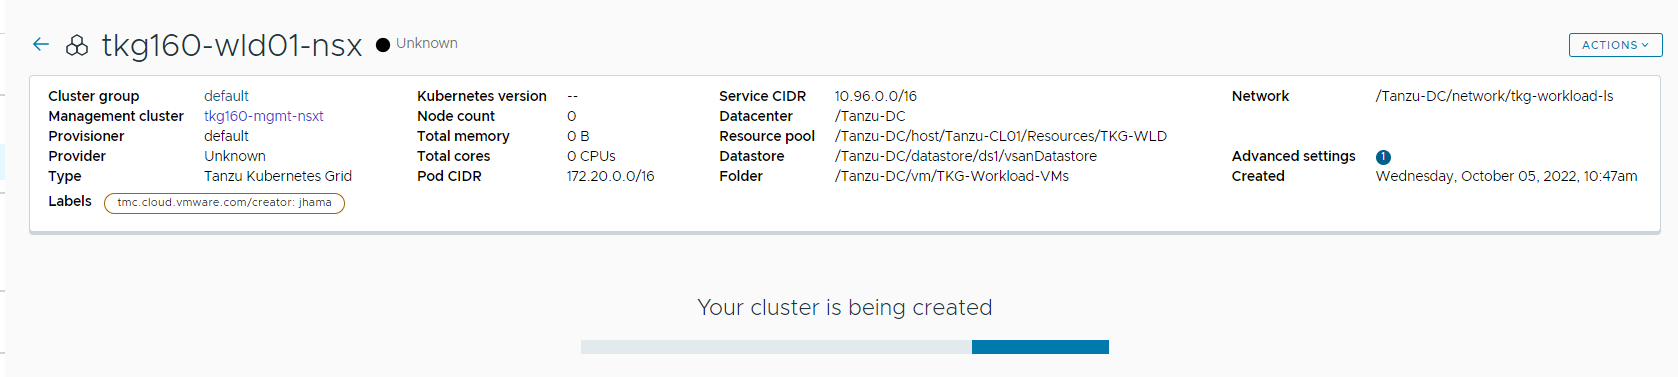 tkg160-wld01-nsx Unknown
ACTIONS
Cluster group default
Management cluster tkg160-mgmt-nsxt
Provisioner default
Provider Unknown
Type Tanzu Kubernetes Grid
Labels tmc.cloud.vmware.com/creator: jhama
Kubernetes version --
Node count 0
Total memory 0 B
Total cores 0 CPUs
Pod CIDR 172.20.0.0/16
Service CIDR 10.96.0.0/16
Datacenter /Tanzu-DC
Resource pool /Tanzu-DC/host/Tanzu-CL01/Resources/TKG-WLD
Datastore /Tanzu-DC/datastore/ds1/vsanDatastore
Folder /Tanzu-DC/vm/TKG-Workload-VMs
Network /Tanzu-DC/network/tkg-workload-ls
Advanced settings 1
Created Wednesday, October 05, 2022, 10:47am
Your cluster is being created